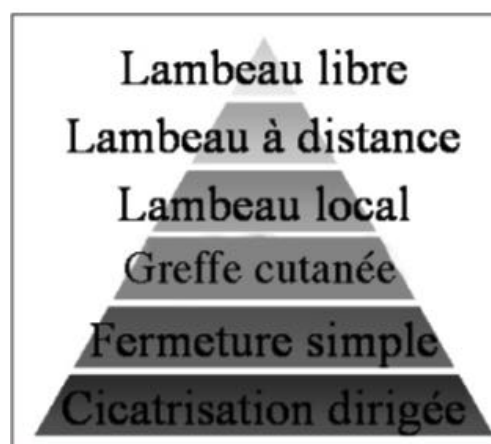 Lambeau libre
Lambeau à distance
Lambeau local
Greffe cutanée
Fermeture simple
Cicatrisation dirigée